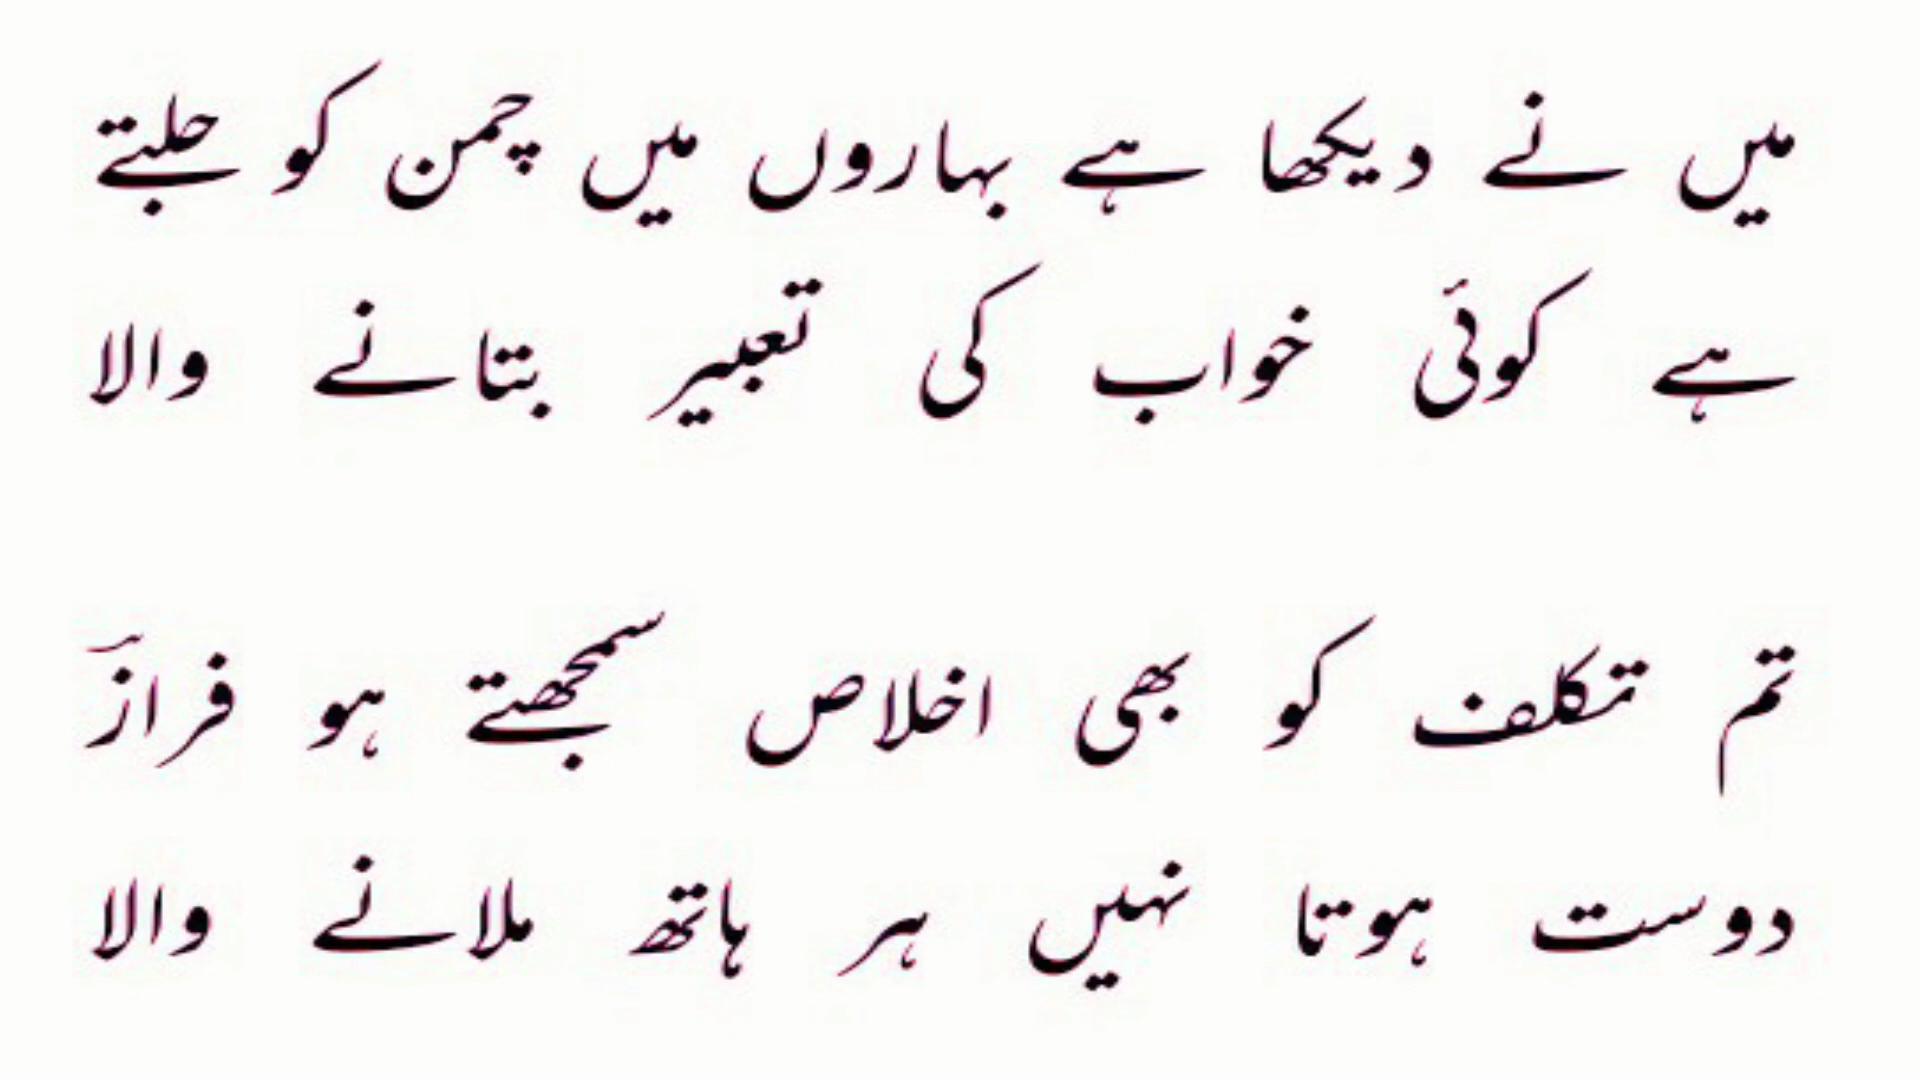 میں نے دیکھا ہے بہاروں میں چمن کو جلتے
ہے کوئی خواب کی تعبیر بتانے والا
تم تکلف کو بھی اخلاص سمجھتے ہو فرازؔ
دوست ہوتا نہیں ہر ہاتھ ملانے والا